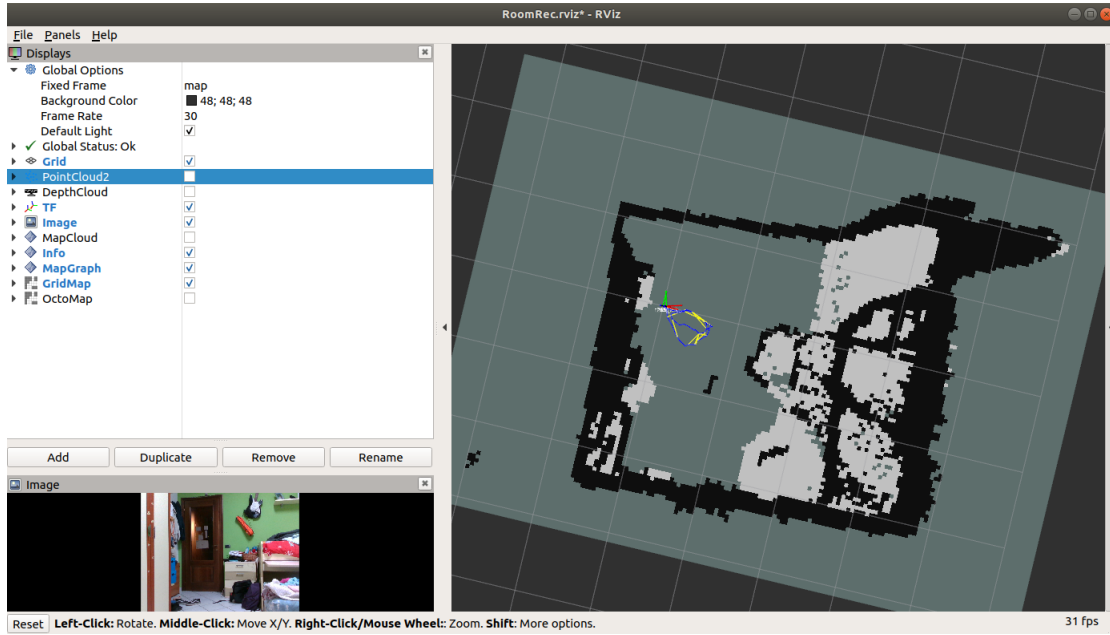 RoomRec.rviz* - RViz
File Panels Help
Displays
Global Options
Fixed Frame map
Background Color 48; 48; 48
Frame Rate 30
Default Light
Global Status: Ok
Grid
PointCloud2
DepthCloud
TF
Image
MapCloud
Info
MapGraph
GridMap
OctoMap
Add Duplicate Remove Rename
Image
Reset Left-Click: Rotate. Middle-Click: Move X/Y. Right-Click/Mouse Wheel:: Zoom. Shift: More options. 31 fps